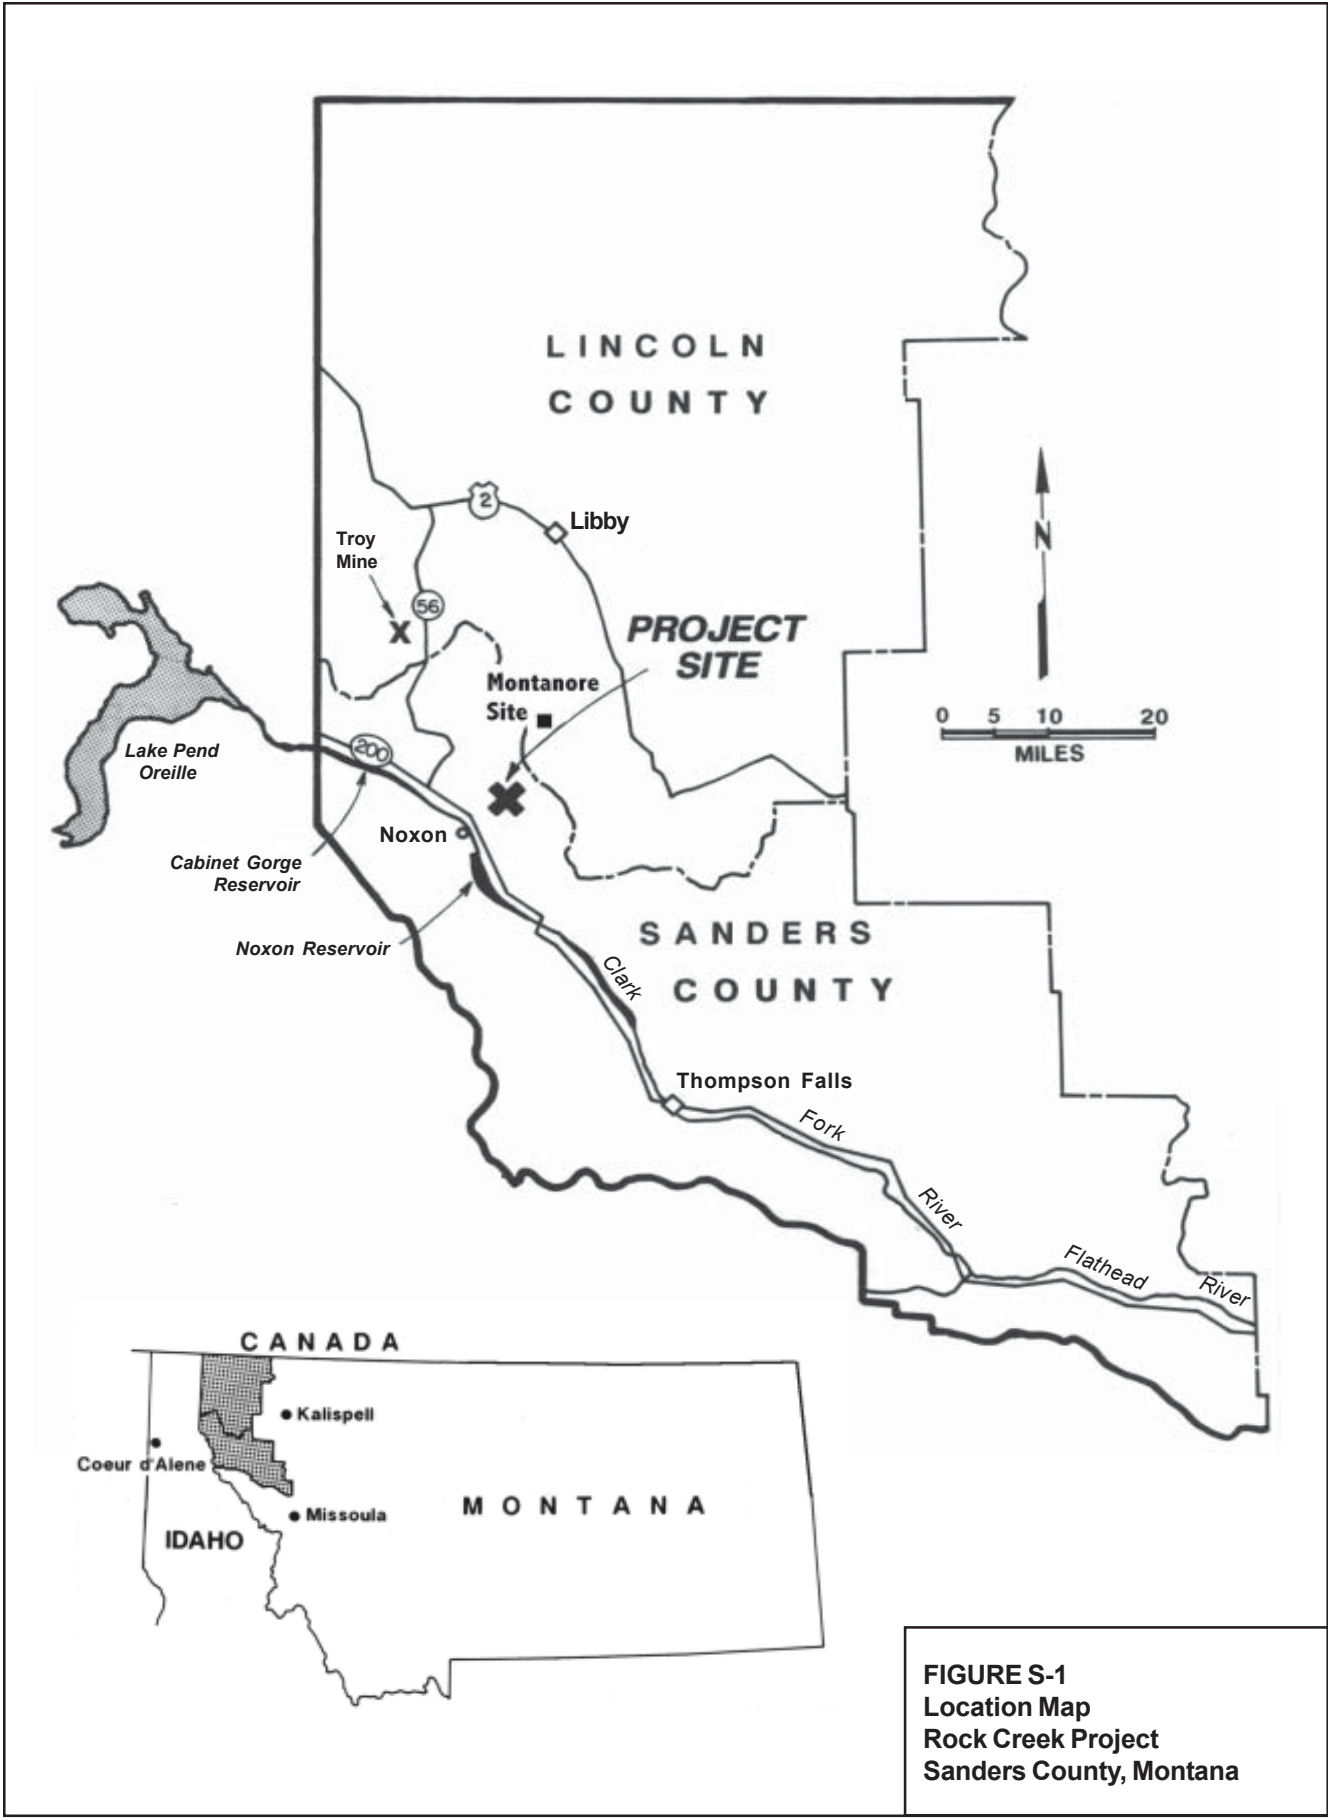 LINCOLN
COUNTY
2
Libby
Troy
Mine
56
N
PROJECT
SITE
Montanore
Site
0 5 10 20
MILES
Lake Pend
Oreille
200
Noxon
Cabinet Gorge
Reservoir
Noxon Reservoir
SANDERS
COUNTY
Clark
Thompson Falls
Fork
River
Flathead
River
CANADA
Kalispell
Coeur d'Alene
Missoula
MONTANA
IDAHO
FIGURE S-1
Location Map
Rock Creek Project
Sanders County, Montana